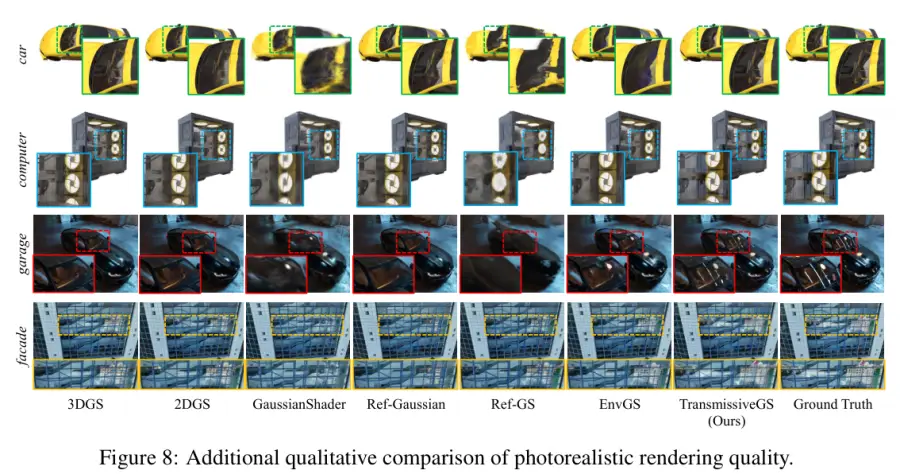 car
computer
garage
facade
3DGS 2DGS GaussianShader Ref-Gaussian Ref-GS EnvGS TransmissiveGS (Ours) Ground Truth
Figure 8: Additional qualitative comparison of photorealistic rendering quality.